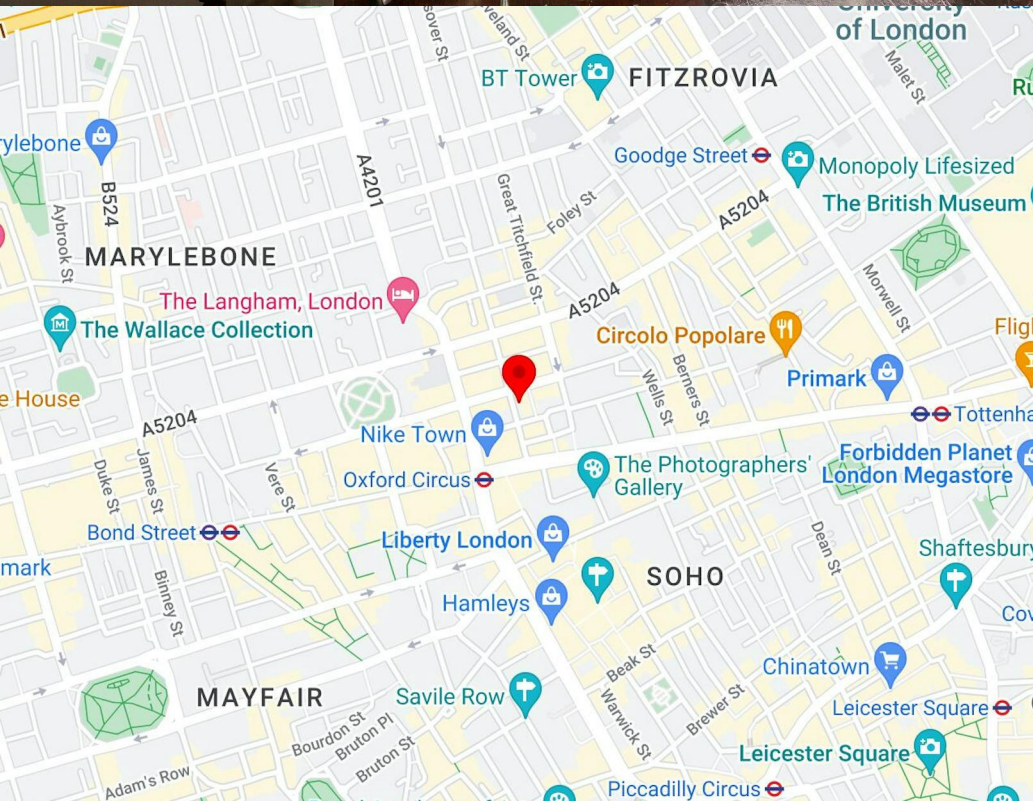 of London
BT Tower
FITZROVIA
Malet St
A4201
Goodge Street
Monopoly Lifesized
The British Museum
B524
Aybrook St
Great Titchfield St.
Foley St
A5204
MARYLEBONE
The Langham, London
A5204
Morwell St
The Wallace Collection
Circolo Popolare
Berners St
Wells St
Primark
e House
A5204
Nike Town
Tottenha
Duke St
James St
Vere St
Oxford Circus
The Photographers'
Gallery
Forbidden Planet
London Megastore
Bond Street
Liberty London
Dean St
Shaftesbury
mark
Binney St
Hamleys
SOHO
Cov
Beak St
Chinatown
MAYFAIR
Savile Row
Warwick St
Brewer St
Leicester Square
Bourdon St
Bruton Pl
Bruton St
Leicester Square
Adam's Row
Piccadilly Circus